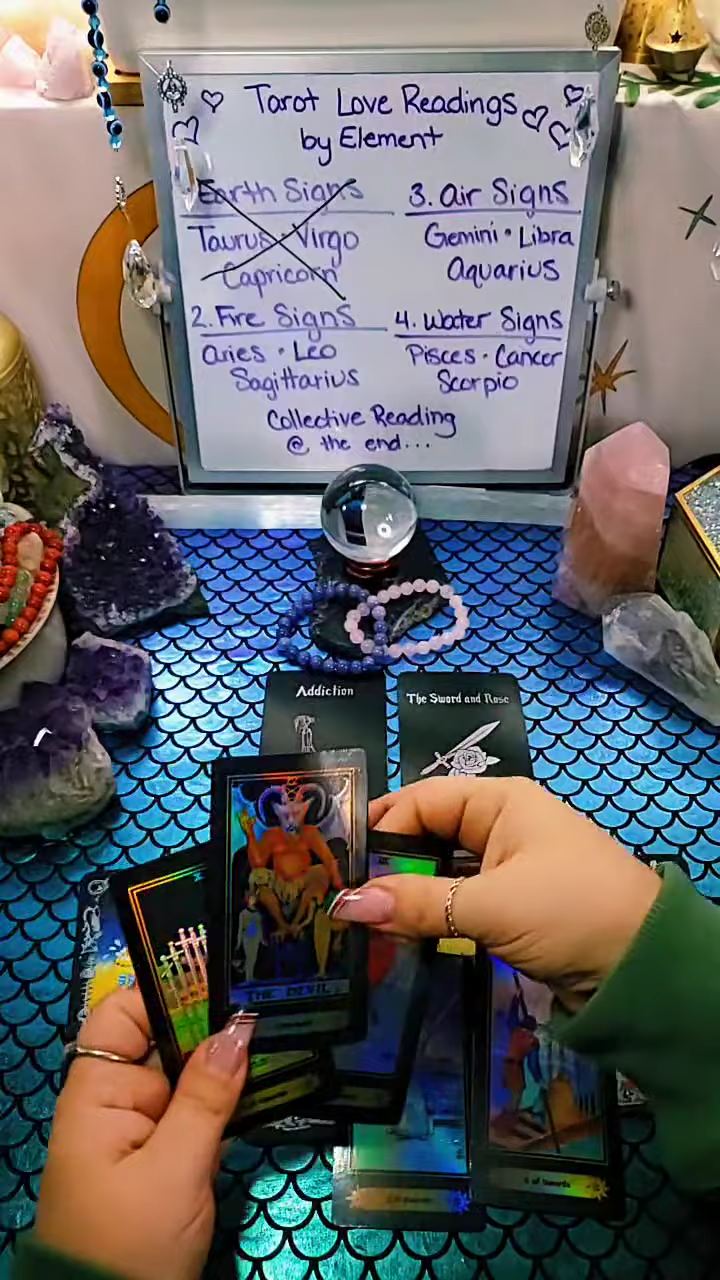 Tarot Love Readings
by Element
Earth Signs
Taurus · Virgo
Capricorn
2. Fire Signs
Aries · Leo
Sagittarius
3. Air Signs
Gemini · Libra
Aquarius
4. Water Signs
Pisces · Cancer
Scorpio
Collective Reading
@ the end...
Addiction
The Sword and Rose
THE DEVIL
of Swords